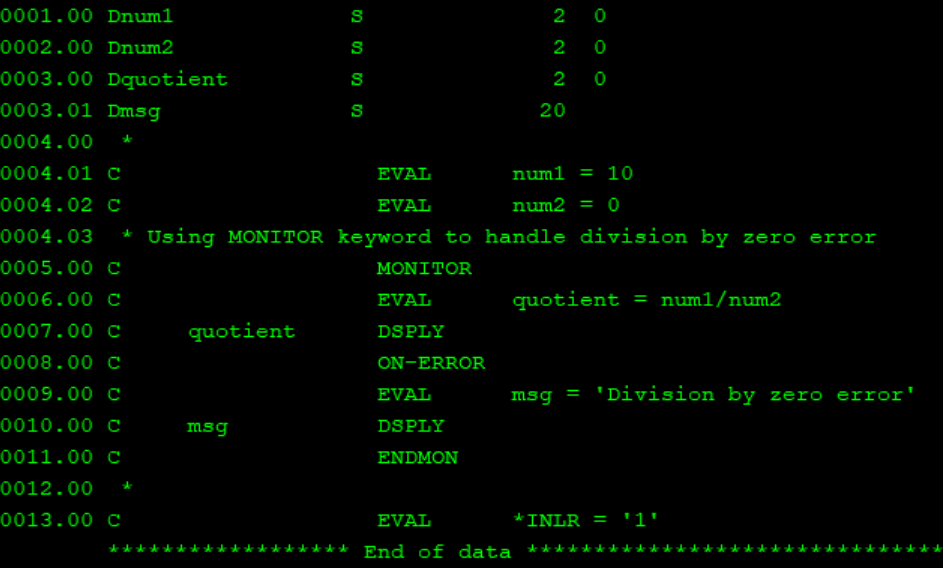 0001.00 Dnum1             S              2  0
0002.00 Dnum2             S              2  0
0003.00 Dquotient         S              2  0
0003.01 Dmsg              S             20
0004.00  *
0004.01 C                   EVAL      num1 = 10
0004.02 C                   EVAL      num2 = 0
0004.03  * Using MONITOR keyword to handle division by zero error
0005.00 C                   MONITOR
0006.00 C                   EVAL      quotient = num1/num2
0007.00 C     quotient      DSPLY
0008.00 C                   ON-ERROR
0009.00 C                   EVAL      msg = 'Division by zero error'
0010.00 C     msg           DSPLY
0011.00 C                   ENDMON
0012.00  *
0013.00 C                   EVAL      *INLR = '1'
        ****************** End of data *******************************